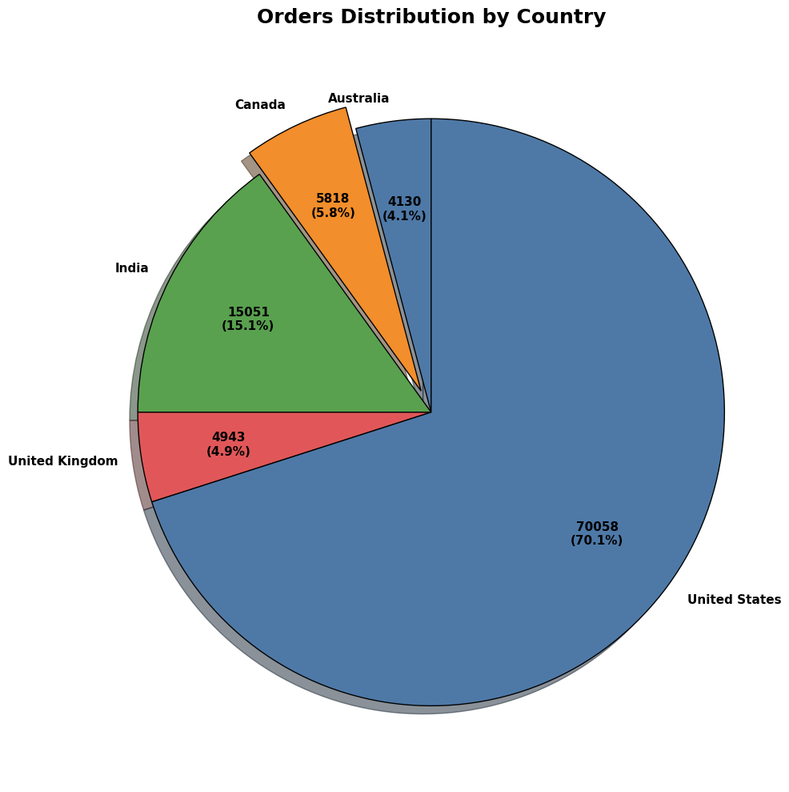 Orders Distribution by Country
Canada
Australia
5818
(5.8%)
4130
(4.1%)
India
15051
(15.1%)
4943
(4.9%)
United Kingdom
70058
(70.1%)
United States